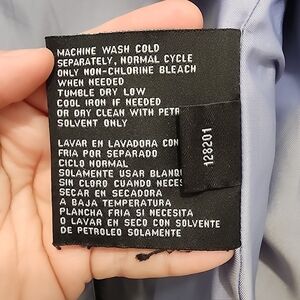 MACHINE WASH COLD
SEPARATELY, NORMAL CYCLE
ONLY NON-CHLORINE BLEACH
WHEN NEEDED
TUMBLE DRY LOW
COOL IRON IF NEEDED
OR DRY CLEAN WITH PETR
SOLVENT ONLY
LAVAR EN LAVADORA CON
FRIA POR SEPARADO
CICLO NORMAL
SOLAMENTE USAR BLANQ
SIN CLORO CUANDO NECES
SECAR EN SECADORA
A BAJA TEMPERATURA
PLANCHA FRIA SI NECESITA
O LAVAR EN SECO CON SOLVENTE
DE PETROLEO SOLAMENTE
128201